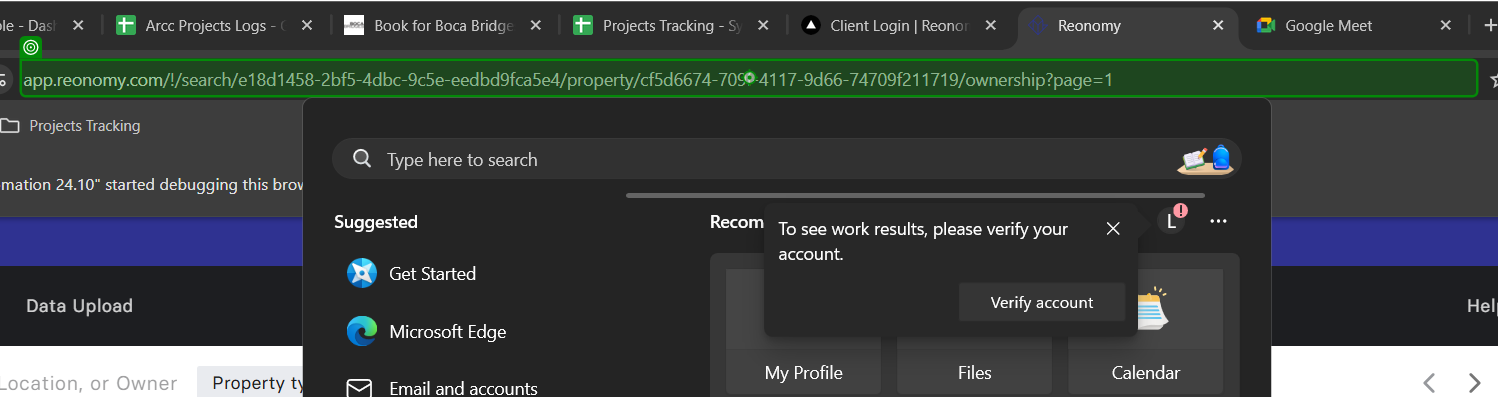 ole - Dash
Arcc Projects Logs - G
Book for Boca Bridge
Projects Tracking - Sy
Client Login | Reonom
Reonomy
Google Meet
app.reonomy.com/!/search/e18d1458-2bf5-4dbc-9c5e-eedbd9fca5e4/property/cf5d6674-709 -4117-9d66-74709f211719/ownership?page=1
Projects Tracking
Type here to search
omation 24.10" started debugging this brow
Suggested
Recom
To see work results, please verify your
account.
L
!
Get Started
Verify account
Data Upload
Help
Microsoft Edge
Location, or Owner
Property ty
My Profile
Files
Calendar
Email and accounts